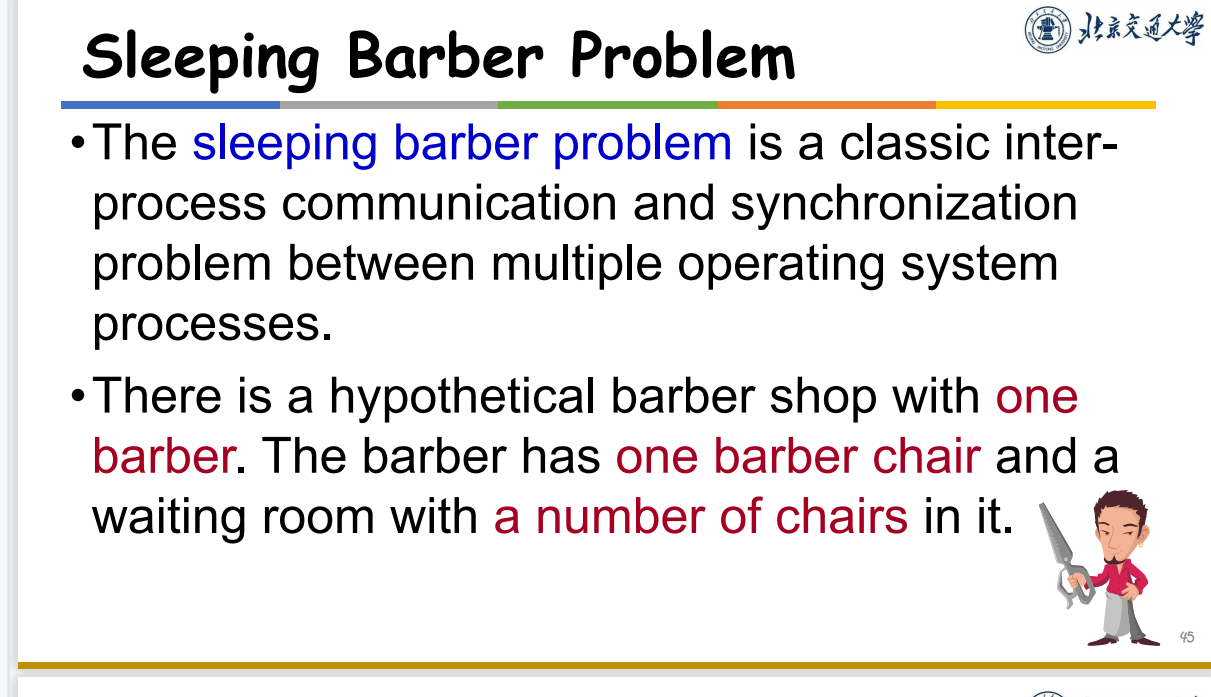 Sleeping Barber Problem
北京交通大学
•The sleeping barber problem is a classic inter-
process communication and synchronization
problem between multiple operating system
processes.
•There is a hypothetical barber shop with one
barber. The barber has one barber chair and a
waiting room with a number of chairs in it.
45